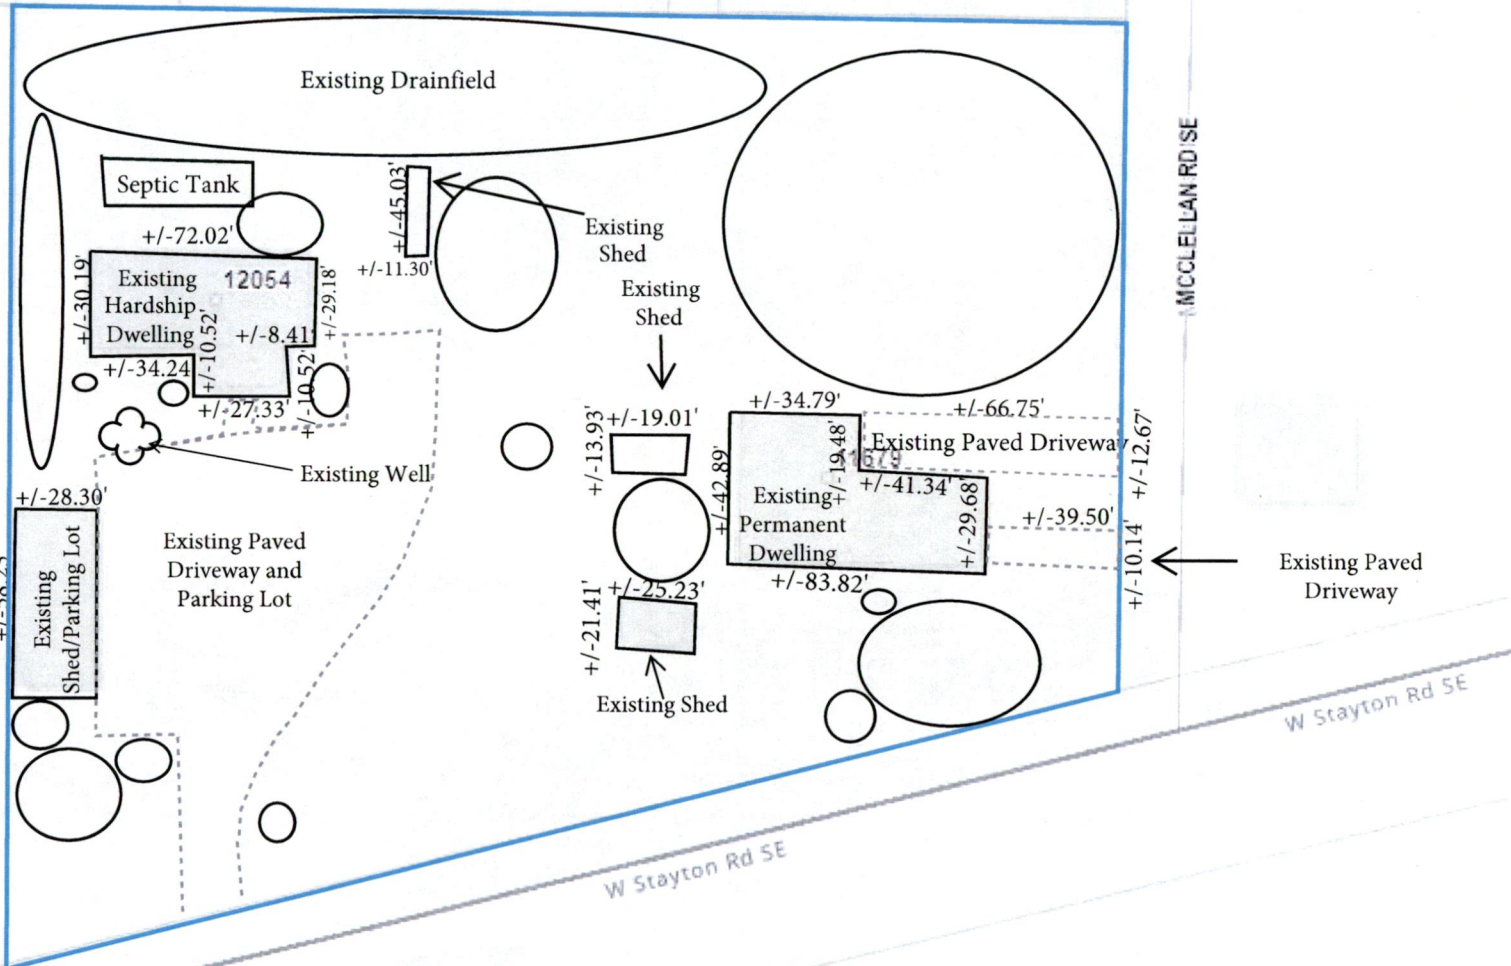 Existing Drainfield
Septic Tank
+/-45.03'
+/-11.30'
Existing
Shed
+/-72.02'
+/-30.19'
Existing
Hardship
Dwelling
12054
+/-29.18'
+/-8.41'
+/-10.52'
+/-34.24
+/-27.33'
+/-10.52'
Existing Well
Existing
Shed
+/-19.01'
+/-13.93'
+/-34.79'
+/-66.75'
Existing Paved Driveway
+/-12.67'
+/-19.48'
11679
+/-41.34'
+/-42.89'
Existing
Permanent
Dwelling
+/-29.68'
+/-39.50'
+/-10.14'
+/-83.82'
Existing Paved
Driveway
+/-28.30'
Existing
Shed/Parking Lot
Existing Paved
Driveway and
Parking Lot
+/-25.23'
+/-21.41'
Existing Shed
MCCLELLAN RD SE
W Stayton Rd SE
W Stayton Rd SE